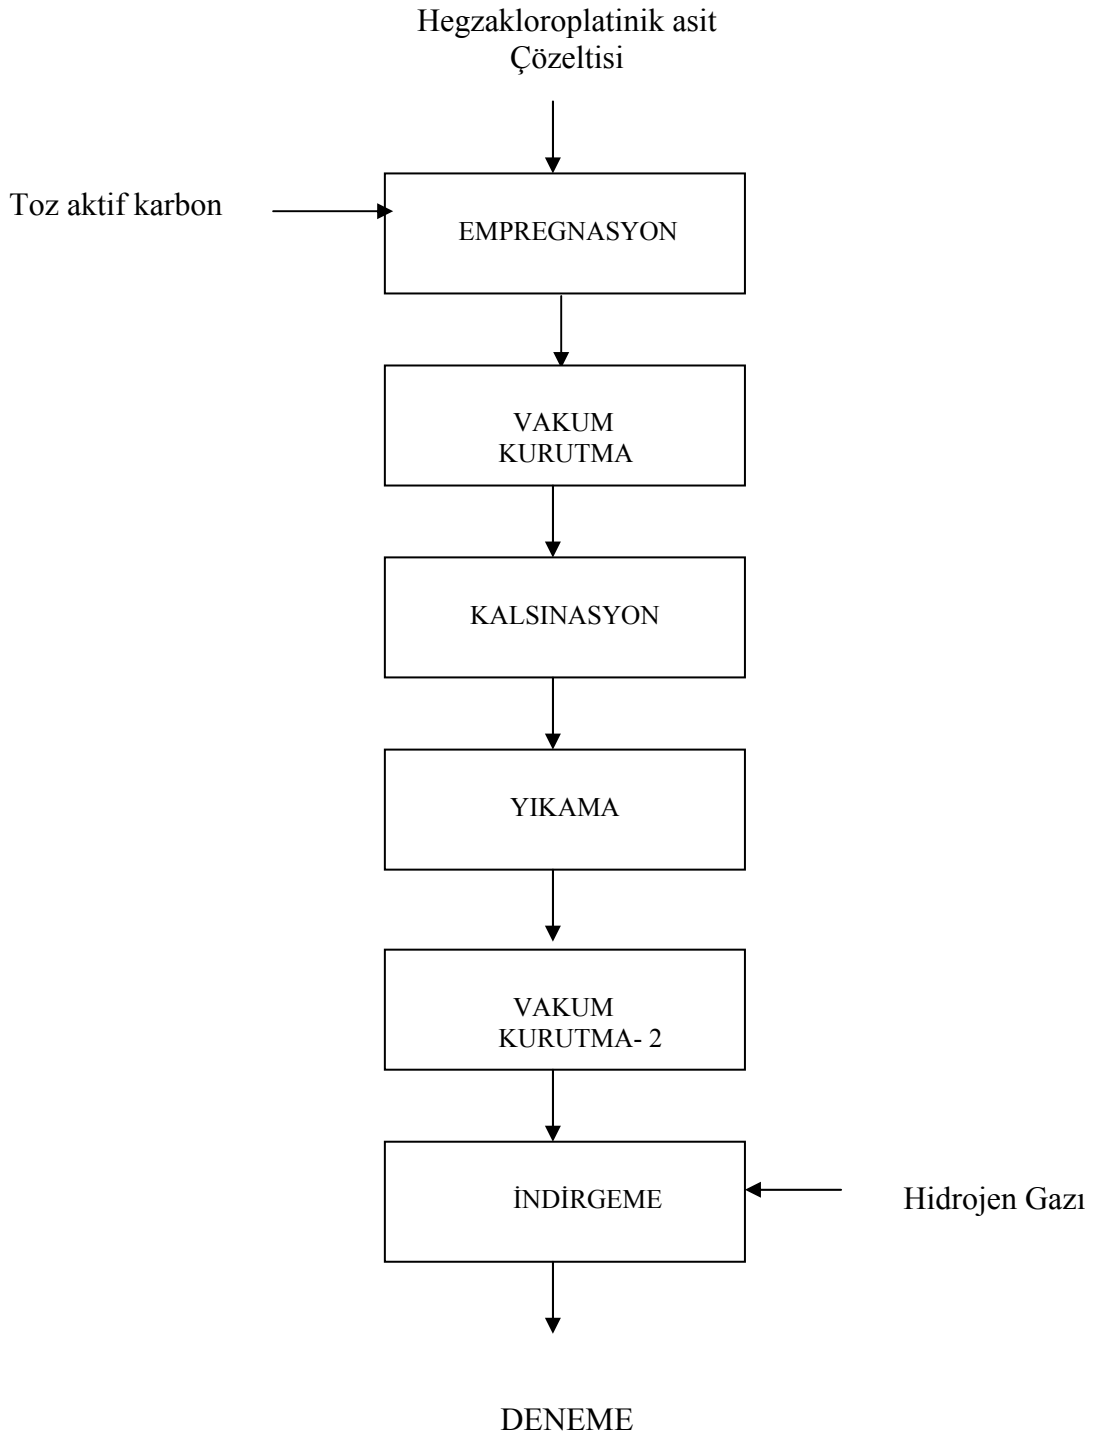 Hegzakloroplatinik asit
Çözeltisi
Toz aktif karbon
EMPREGNASYON
VAKUM
KURUTMA
KALSINASYON
YIKAMA
VAKUM
KURUTMA- 2
İNDİRGEME
Hidrojen Gazı
DENEME